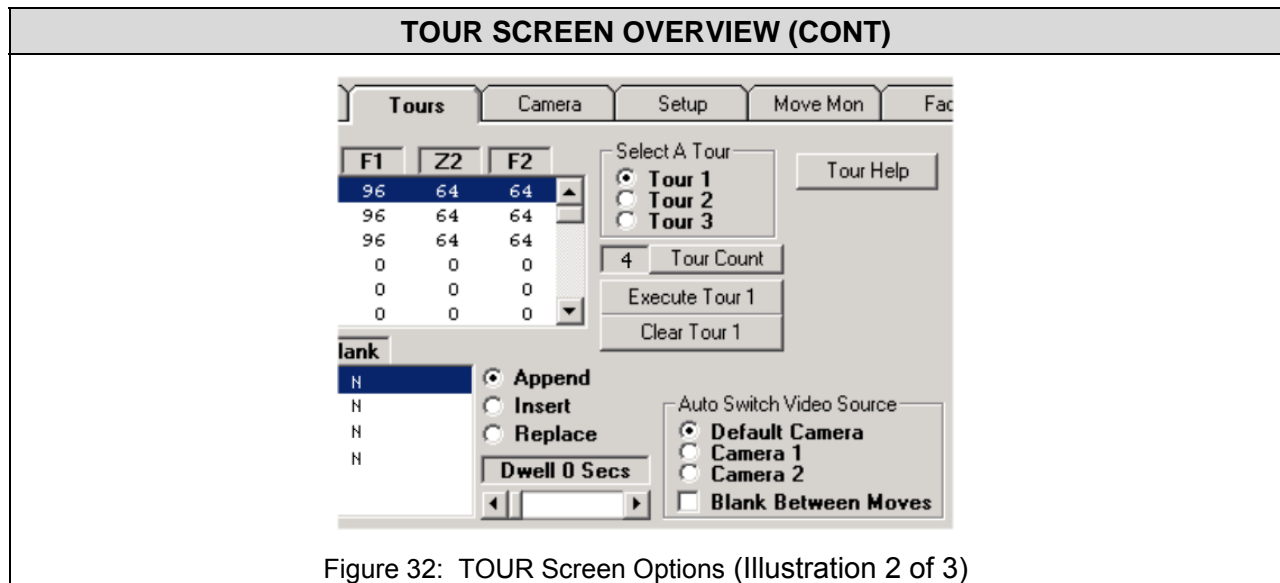 TOUR SCREEN OVERVIEW (CONT)
Tours Camera Setup Move Mon Fac
F1 Z2 F2
96 64 64
96 64 64
96 64 64
0 0 0
0 0 0
0 0 0
Select A Tour
Tour 1
Tour 2
Tour 3
Tour Help
4 Tour Count
Execute Tour 1
Clear Tour 1
lank
N
N
N
N
Append
Insert
Replace
Dwell 0 Secs
Auto Switch Video Source
Default Camera
Camera 1
Camera 2
Blank Between Moves
Figure 32: TOUR Screen Options (Illustration 2 of 3)